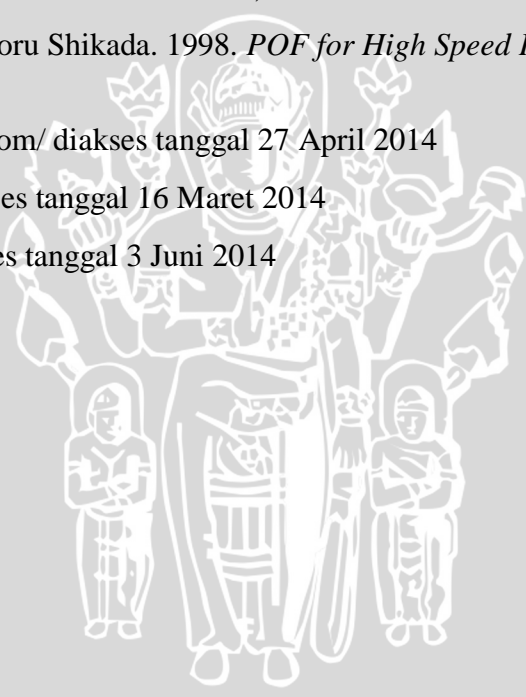 oru Shikada. 1998. POF for High Speed
om/ diakses tanggal 27 April 2014
es tanggal 16 Maret 2014
es tanggal 3 Juni 2014